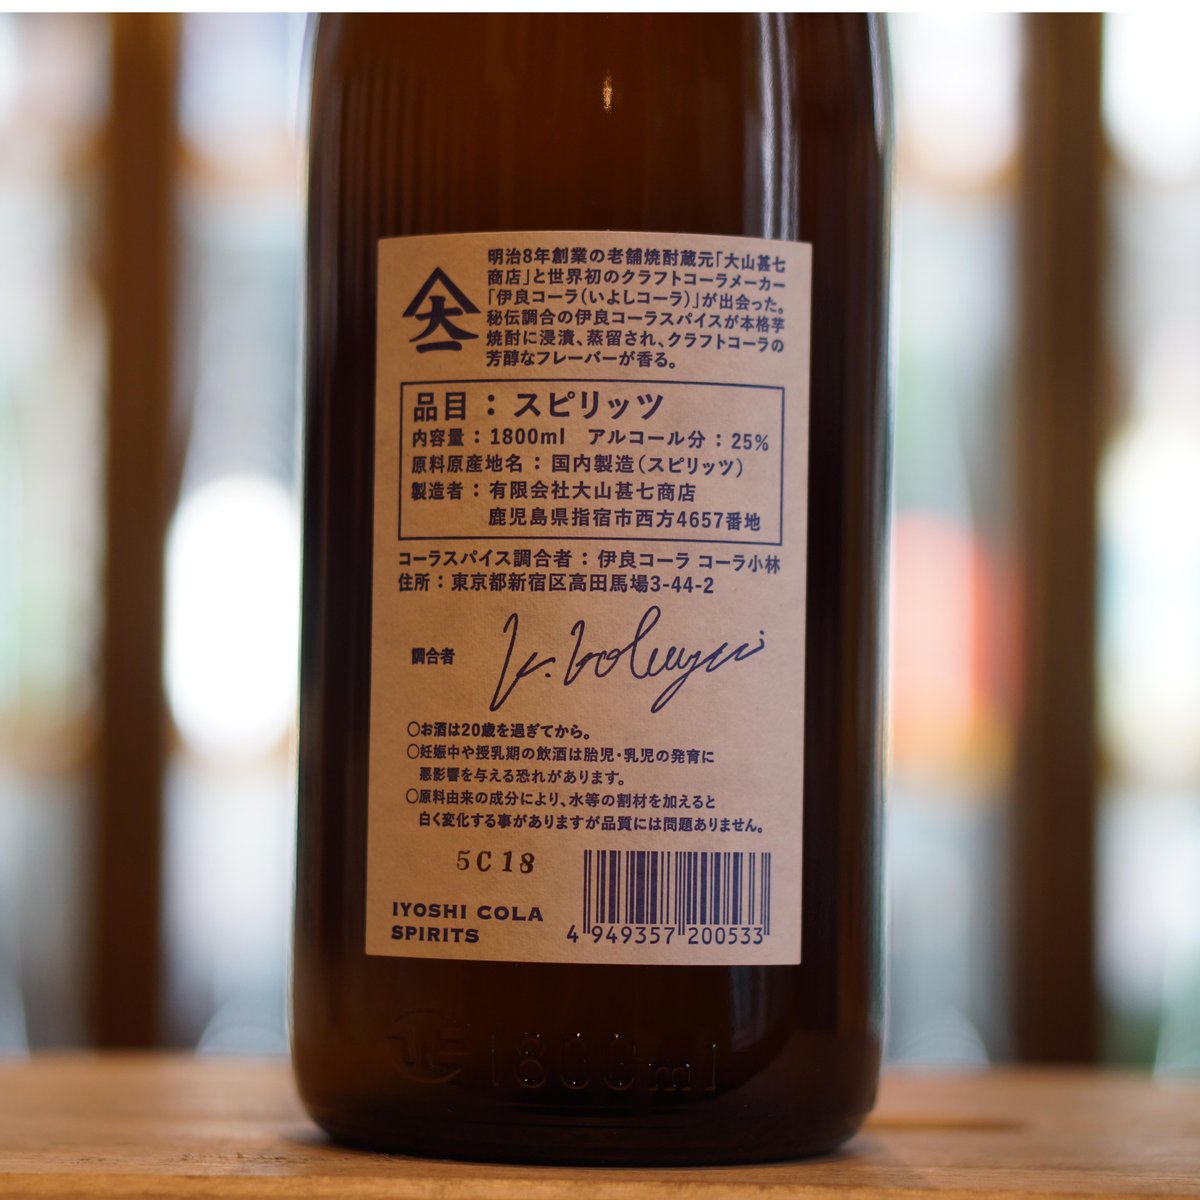 明治8年創業の老舗焼酎蔵元「大山甚七
商店」と世界初のクラフトコーラメーカー
「伊良コーラ(いよしコーラ)」が出会った。
秘伝調合の伊良コーラスパイスが本格芋
焼酎に浸漬、蒸留され、クラフトコーラの
芳醇なフレーバーが香る。
大一
品目:スピリッツ
内容量:1800ml アルコール分:25%
原料原産地名:国内製造(スピリッツ)
製造者:有限会社大山甚七商店
鹿児島県指宿市西方4657番地
コーラスパイス調合者:伊良コーラ コーラ小林
住所:東京都新宿区高田馬場3-44-2
調合者
○お酒は20歳を過ぎてから。
○妊娠中や授乳期の飲酒は胎児・乳児の発育に
悪影響を与える恐れがあります。
○原料由来の成分により、水等の割材を加えると
白く変化する事がありますが品質には問題ありません。
5C18
IYOSHI COLA
SPIRITS
4 949357 200533
1800ml